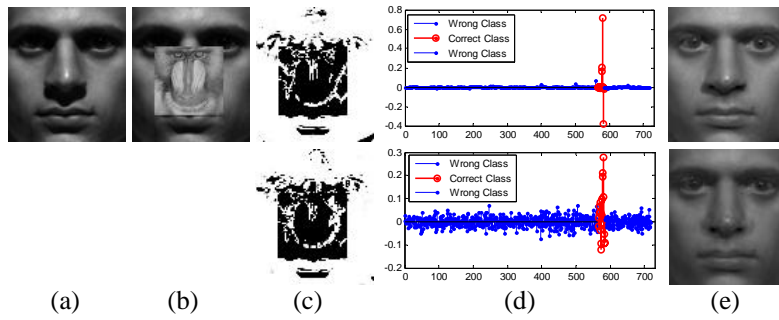 0.8
0.6
0.4
0.2
0
-0.2
-0.4
Wrong Class
Correct Class
Wrong Class
0 100 200 300 400 500 600 700
0.3
0.2
0.1
0
-0.1
-0.2
Wrong Class
Correct Class
Wrong Class
0 100 200 300 400 500 600 700
(a) (b) (c) (d) (e)